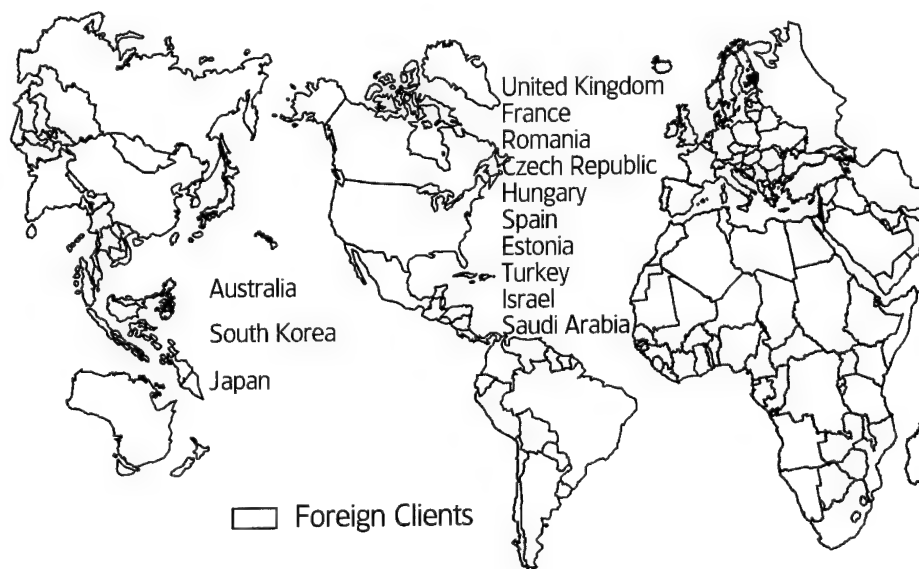 United Kingdom
France
Romania
Czech Republic
Hungary
Spain
Estonia
Turkey
Israel
Saudi Arabia
Australia
South Korea
Japan
Foreign Clients